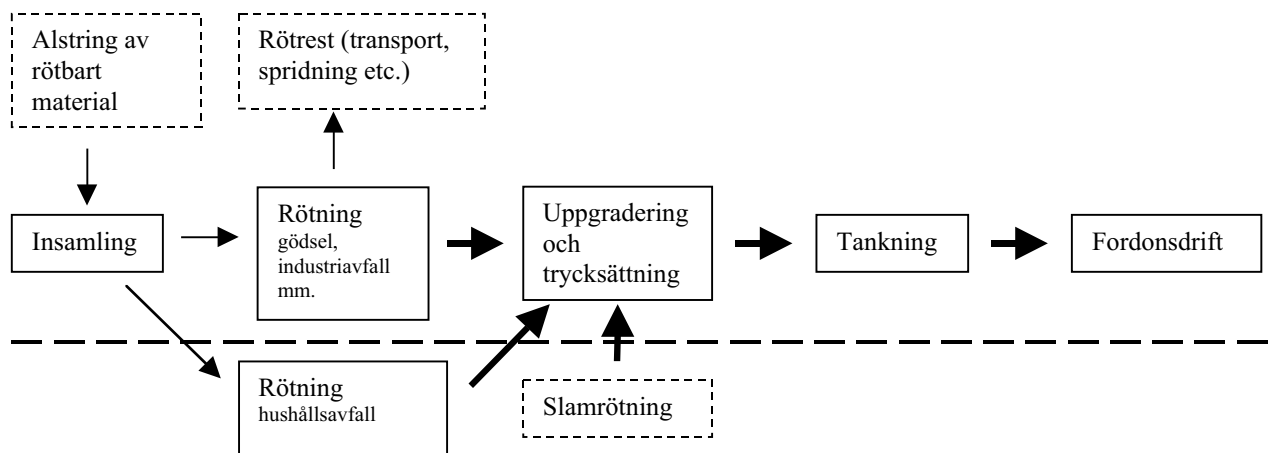 Alstring av
rötbart
material
Rötrest (transport,
spridning etc.)
Insamling
Rötning
gödsel,
industriavfall
mm.
Uppgradering
och
trycksättning
Tankning
Fordonsdrift
Rötning
hushållsavfall
Slamrötning